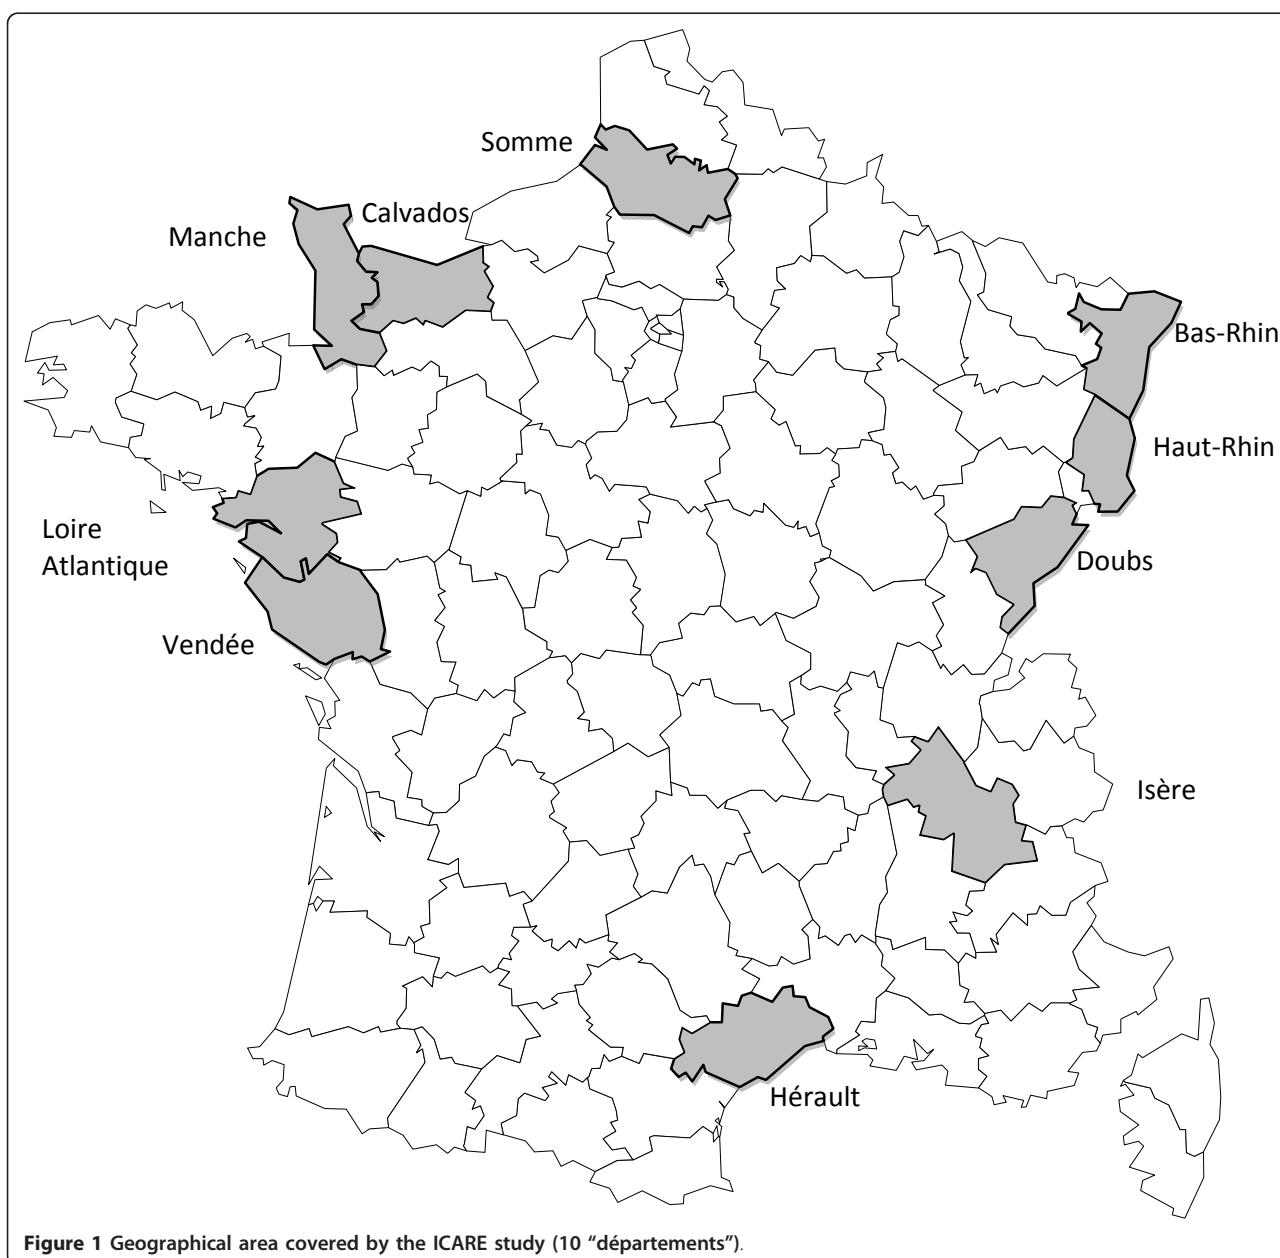 Somme
Calvados
Manche
Bas-Rhin
Haut-Rhin
Loire
Atlantique
Doubs
Vendée
Isère
Hérault
Figure 1 Geographical area covered by the ICARE study (10 “départements”).